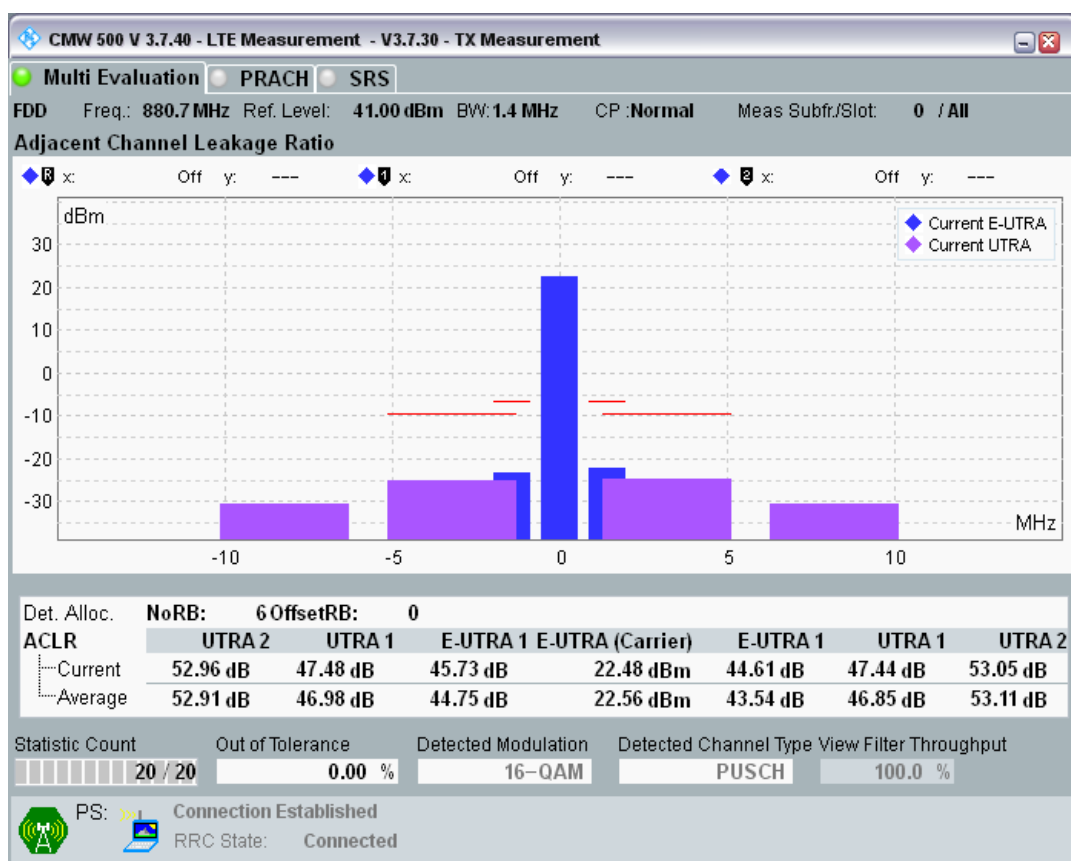 CMW 500 V 3.7.40 - LTE Measurement - V3.7.30 - TX Measurement
Multi Evaluation PRACH SRS
FDD Freq.: 880.7 MHz Ref. Level: 41.00 dBm BW: 1.4 MHz CP :Normal Meas Subfr./Slot: 0 / All
Adjacent Channel Leakage Ratio
R x: Off y: --- 1 x: Off y: --- 2 x: Off y: ---
dBm
Current E-UTRA
Current UTRA
30
20
10
0
-10
-20
-30
MHz
-10 -5 0 5 10
Det. Alloc. NoRB: 6 OffsetRB: 0
ACLR UTRA 2 UTRA 1 E-UTRA 1 E-UTRA (Carrier) E-UTRA 1 UTRA 1 UTRA 2
Current 52.96 dB 47.48 dB 45.73 dB 22.48 dBm 44.61 dB 47.44 dB 53.05 dB
Average 52.91 dB 46.98 dB 44.75 dB 22.56 dBm 43.54 dB 46.85 dB 53.11 dB
Statistic Count Out of Tolerance Detected Modulation Detected Channel Type View Filter Throughput
20 / 20 0.00 % 16-QAM PUSCH 100.0 %
PS: Connection Established
RRC State: Connected